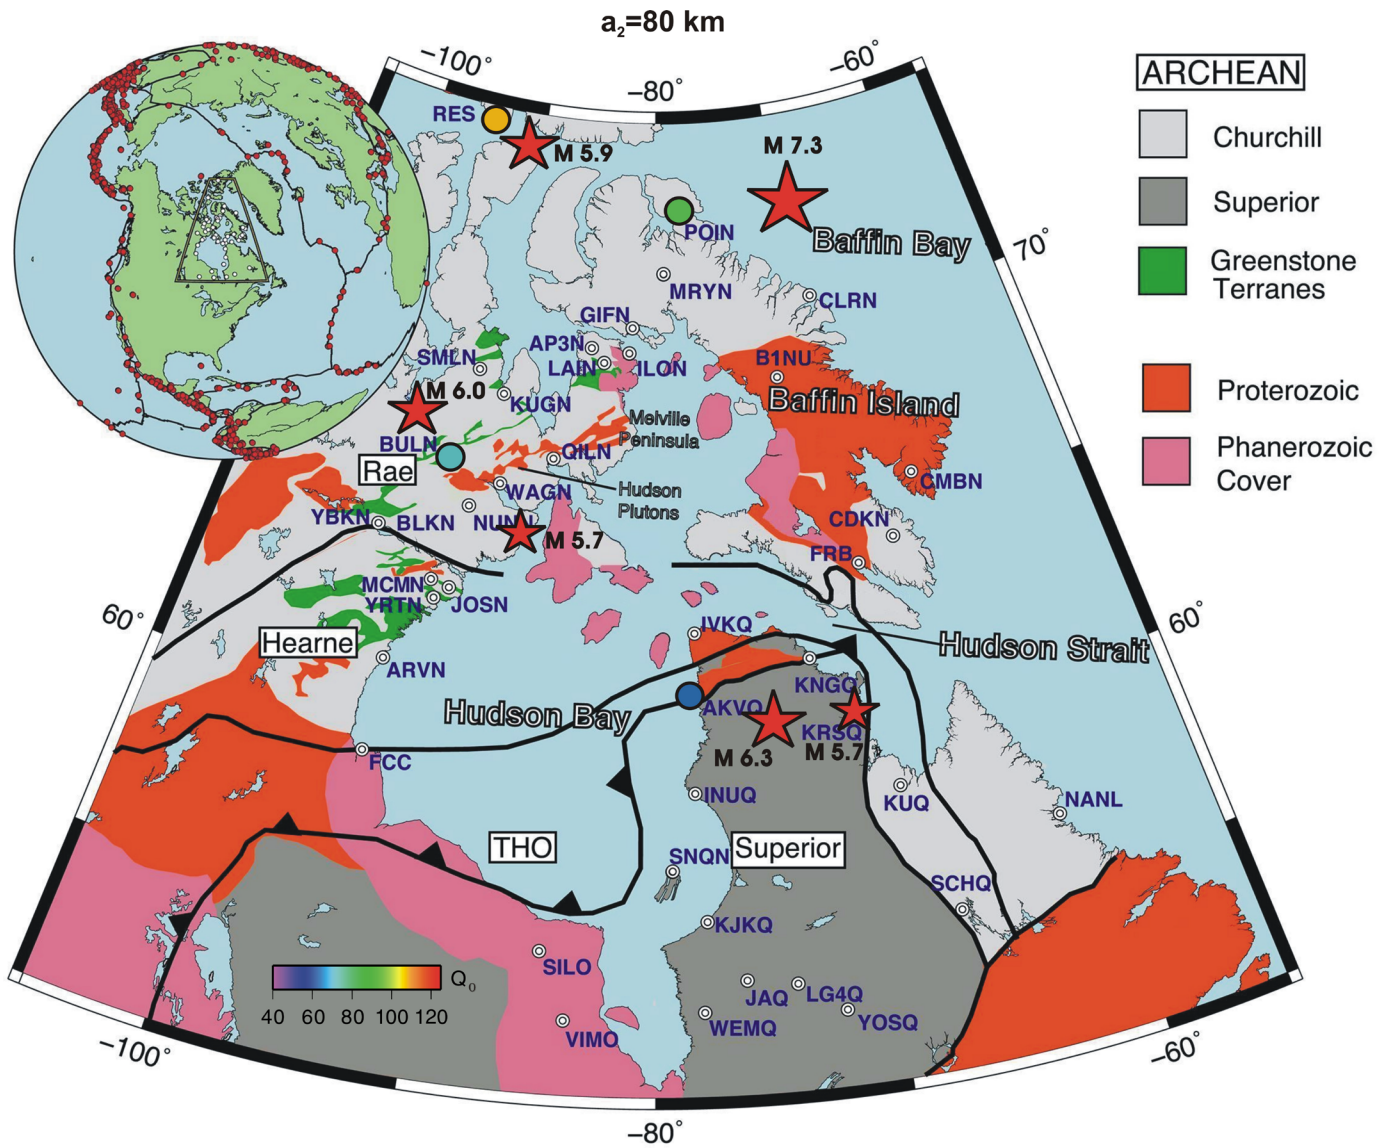 a2=80 km
−100°
−80°
−60°
ARCHEAN
Churchill
Superior
Greenstone
Terranes
Proterozoic
Phanerozoic
Cover
RES
M 5.9
M 7.3
POIN
Baffin Bay
70°
MRYN
CLRN
GIFN
AP3N
LAIN
ILON
SMLN
B1NU
M 6.0
KUGN
Baffin Island
Melville
Peninsula
BULN
QILN
Rae
CMBN
WAGN
Hudson
Plutons
YBKN
BLKN
M 5.7
CDKN
FRB
MCMN
YRTN
JOSN
60°
60°
IVKQ
Hearne
Hudson Strait
ARVN
KNGQ
AKVQ
Hudson Bay
KRSQ
M 6.3
M 5.7
FCC
INUQ
KUQ
NANL
THO
Superior
SNQN
SCHQ
KJKQ
SILO
Q0
40 60 80 100 120
JAQ
LG4Q
WEMQ
YOSQ
VIMO
−100°
−80°
−60°